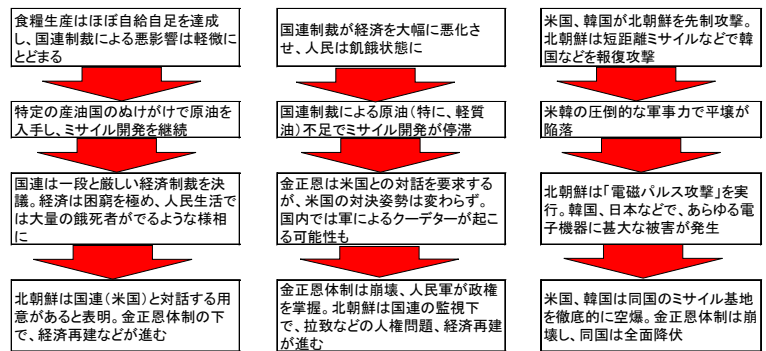 食糧生産はほぼ自給自足を達成
し、国連制裁による悪影響は軽微に
とどまる
特定の産油国のぬけがけで原油を
入手し、ミサイル開発を継続
国連は一段と厳しい経済制裁を決
議。経済は困窮を極め、人民生活で
は大量の餓死者がでるような様相
に
北朝鮮は国連(米国)と対話する用
意があると表明。金正恩体制の下
で、経済再建などが進む
国連制裁が経済を大幅に悪化さ
せ、人民は飢餓状態に
国連制裁による原油(特に、軽質
油)不足でミサイル開発が停滞
金正恩は米国との対話を要求する
が、米国の対決姿勢は変わらず。
国内では軍によるクーデターが起こ
る可能性も
金正恩体制は崩壊、人民軍が政権
を掌握。北朝鮮は国連の監視下
で、拉致などの人権問題、経済再建
が進む
米国、韓国が北朝鮮を先制攻撃。
北朝鮮は短距離ミサイルなどで韓
国などを報復攻撃
米韓の圧倒的な軍事力で平壌が
陥落
北朝鮮は「電磁パルス攻撃」を実
行。韓国、日本などで、あらゆる電
子機器に甚大な被害が発生
米国、韓国は同国のミサイル基地
を徹底的に空爆。金正恩体制は崩
壊し、同国は全面降伏